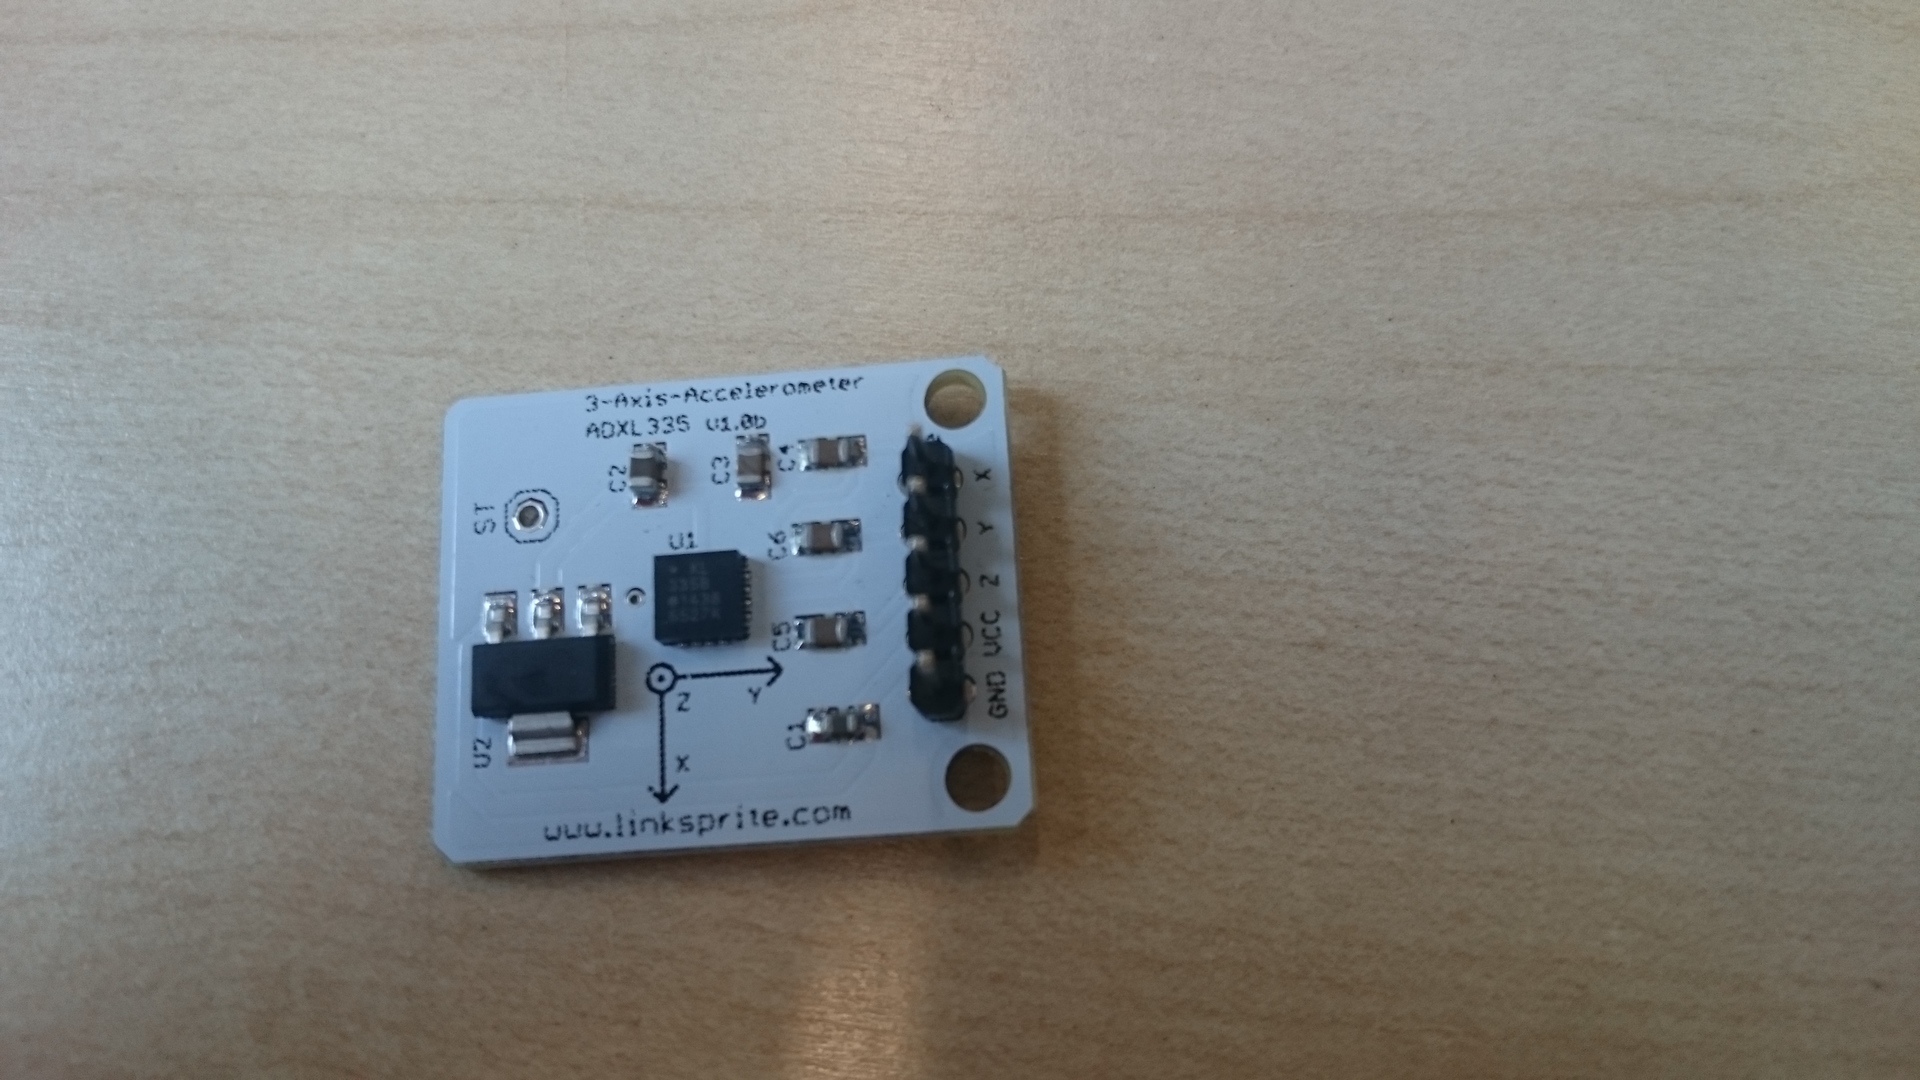 3-Axis-Accelerometer
ADXL335 V1.0b
C2
C3
C4
ST
X
Y
Z
VCC
GND
U1
C6
C5
C1
Z
Y
X
U2
www.linksprite.com